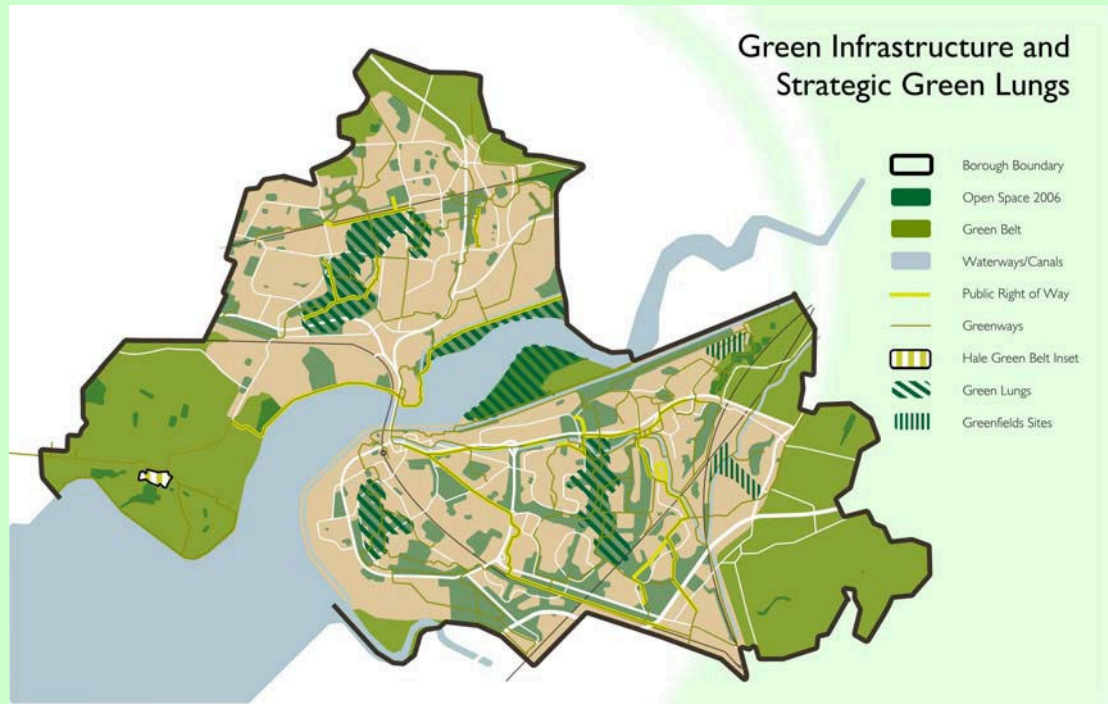 Green Infrastructure and
Strategic Green Lungs
Borough Boundary
Open Space 2006
Green Belt
Waterways/Canals
Public Right of Way
Greenways
Hale Green Belt Inset
Green Lungs
Greenfields Sites